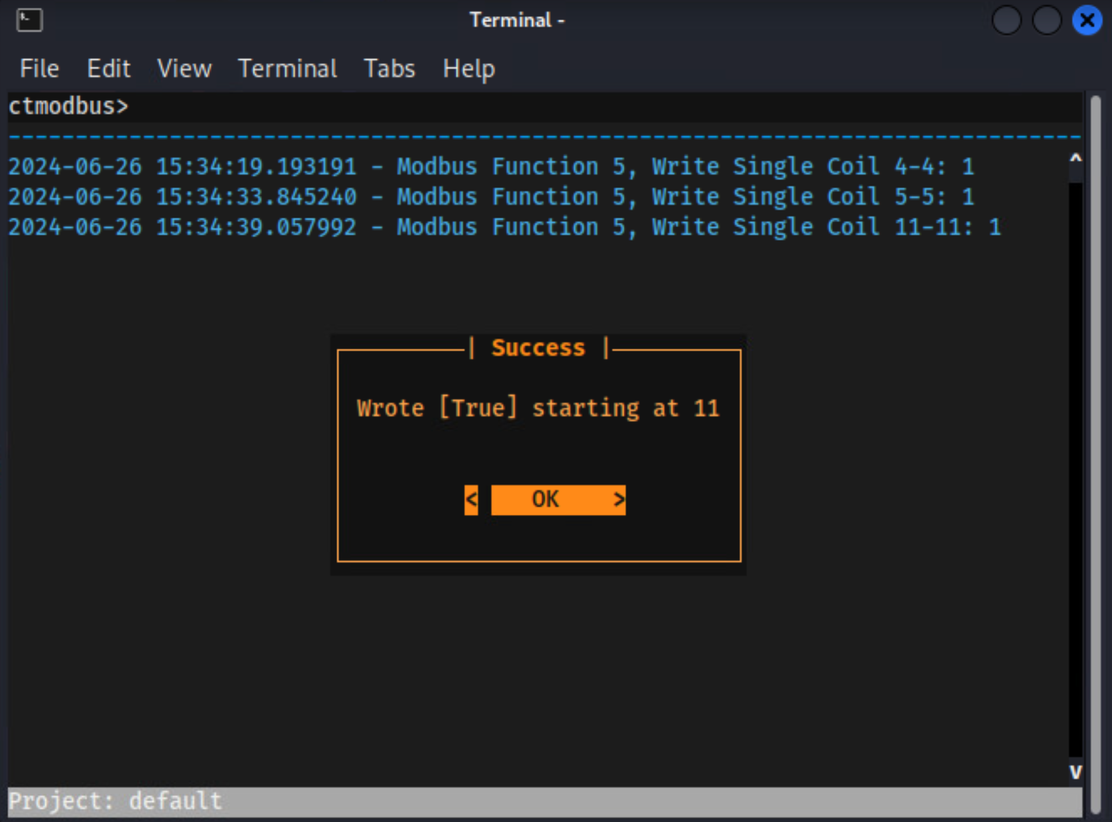 Terminal -
File Edit View Terminal Tabs Help
ctmodbus>
--------------------------------------------------------------------------------
2024-06-26 15:34:19.193191 - Modbus Function 5, Write Single Coil 4-4: 1
2024-06-26 15:34:33.845240 - Modbus Function 5, Write Single Coil 5-5: 1
2024-06-26 15:34:39.057992 - Modbus Function 5, Write Single Coil 11-11: 1
| Success |
Wrote [True] starting at 11
< OK >
Project: default